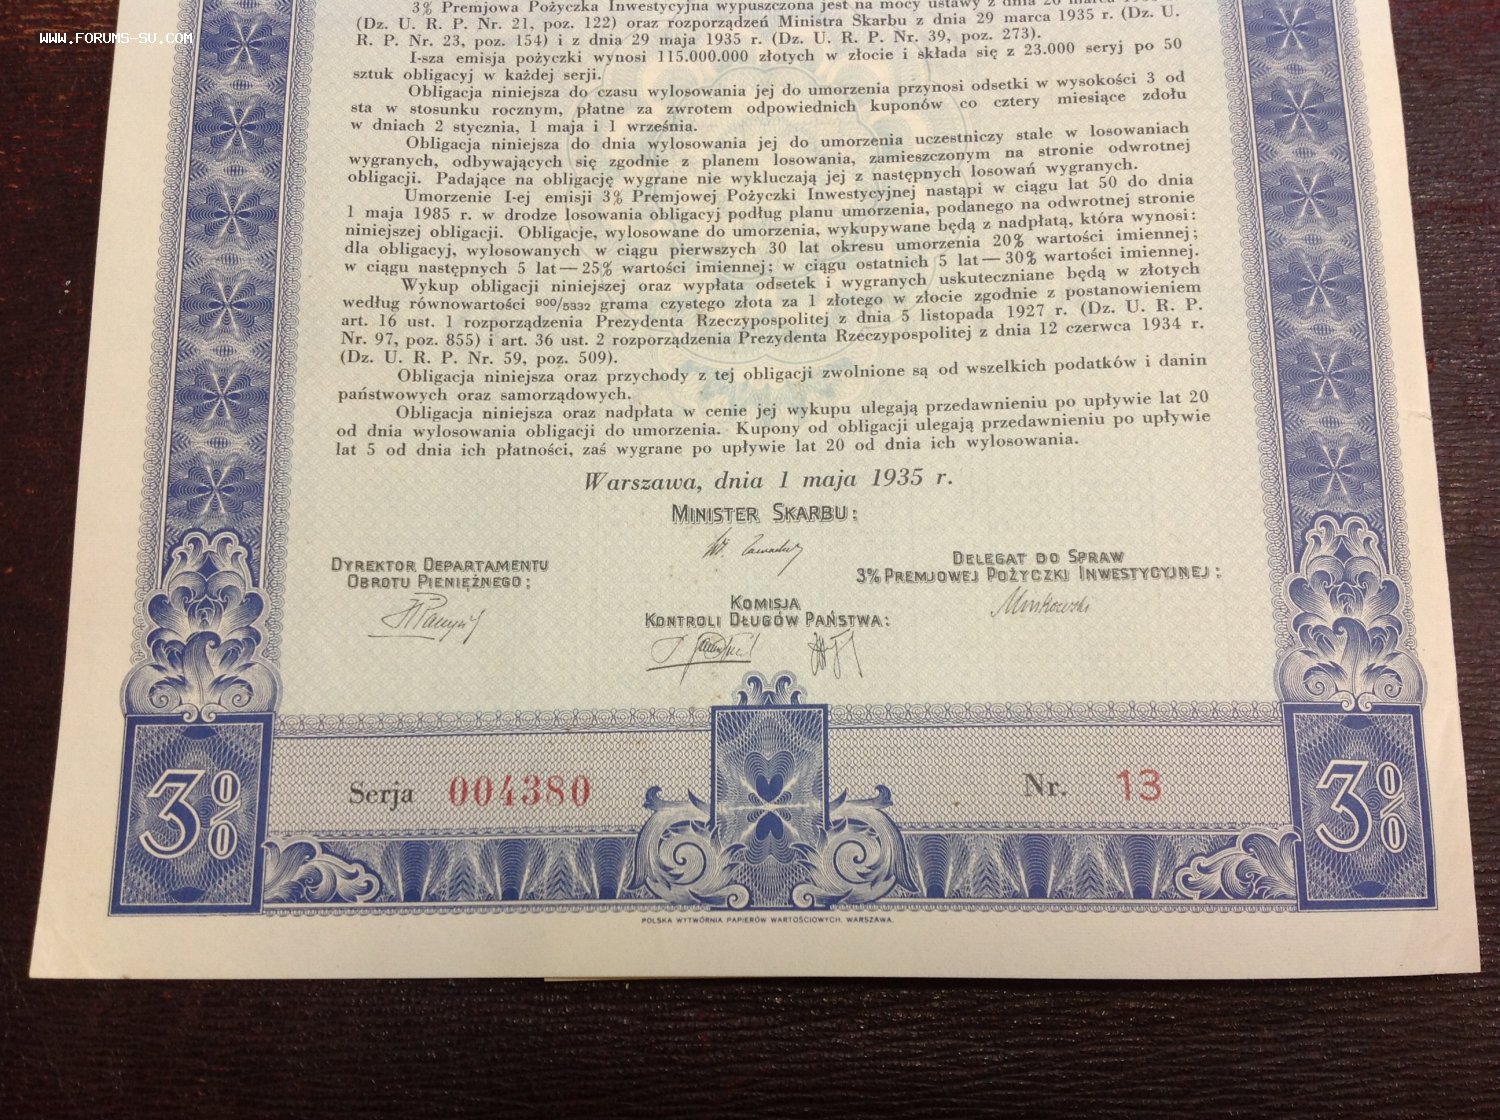 3% Premjowa Pożyczka Inwestycyjna wypuszczona jest na mocy ustawy z dnia 26 marca
WWW.FORUMS-SU.COM
(Dz. U. R. P. Nr. 21, poz. 122) oraz rozporządzeń Ministra Skarbu z dnia 29 marca 1935 r. (Dz. U.
R. P. Nr. 23, poz. 154) i z dnia 29 maja 1935 r. (Dz. U. R. P. Nr. 39, poz. 273).
I-sza emisja pożyczki wynosi 115.000.000 złotych w złocie i składa się z 23.000 seryj po 50
sztuk obligacyj w każdej serji.
Obligacja niniejsza do czasu wylosowania jej do umorzenia przynosi odsetki w wysokości 3 od
sta w stosunku rocznym, płatne za zwrotem odpowiednich kuponów co cztery miesiące zdołu
w dniach 2 stycznia, 1 maja i 1 września.
Obligacja niniejsza do dnia wylosowania jej do umorzenia uczestniczy stale w losowaniach
wygranych, odbywających się zgodnie z planem losowania, zamieszczonym na stronie odwrotnej
obligacji. Padające na obligację wygrane nie wykluczają jej z następnych losowań wygranych.
Umorzenie I-ej emisji 3% Premjowej Pożyczki Inwestycyjnej nastąpi w ciągu lat 50 do dnia
1 maja 1985 r. w drodze losowania obligacyj podług planu umorzenia, podanego na odwrotnej stronie
niniejszej obligacji. Obligacje, wylosowane do umorzenia, wykupywane będą z nadpłatą, która wynosi:
dla obligacyj, wylosowanych w ciągu pierwszych 30 lat okresu umorzenia 20% wartości imiennej;
w ciągu następnych 5 lat — 25% wartości imiennej; w ciągu ostatnich 5 lat — 30% wartości imiennej.
Wykup obligacji niniejszej oraz wypłata odsetek i wygranych uskuteczniane będą w złotych
według równowartości 900/5332 grama czystego złota za 1 złotego w złocie zgodnie z postanowieniem
art. 16 ust. 1 rozporządzenia Prezydenta Rzeczypospolitej z dnia 5 listopada 1927 r. (Dz. U. R. P.
Nr. 97, poz. 855) i art. 36 ust. 2 rozporządzenia Prezydenta Rzeczypospolitej z dnia 12 czerwca 1934 r.
(Dz. U. R. P. Nr. 59, poz. 509).
Obligacja niniejsza oraz przychody z tej obligacji zwolnione są od wszelkich podatków i danin
państwowych oraz samorządowych.
Obligacja niniejsza oraz nadpłata w cenie jej wykupu ulegają przedawnieniu po upływie lat 20
od dnia wylosowania obligacji do umorzenia. Kupony od obligacji ulegają przedawnieniu po upływie
lat 5 od dnia ich płatności, zaś wygrane po upływie lat 20 od dnia ich wylosowania.
Warszawa, dnia 1 maja 1935 r.
MINISTER SKARBU:
DYREKTOR DEPARTAMENTU
OBROTU PIENIĘŻNEGO:
DELEGAT DO SPRAW
3% PREMJOWEJ POŻYCZKI INWESTYCYJNEJ:
KOMISJA
KONTROLI DŁUGÓW PAŃSTWA:
3% Serja 004380 Nr. 13 3%
POLSKA WYTWÓRNIA PAPIERÓW WARTOŚCIOWYCH. WARSZAWA.